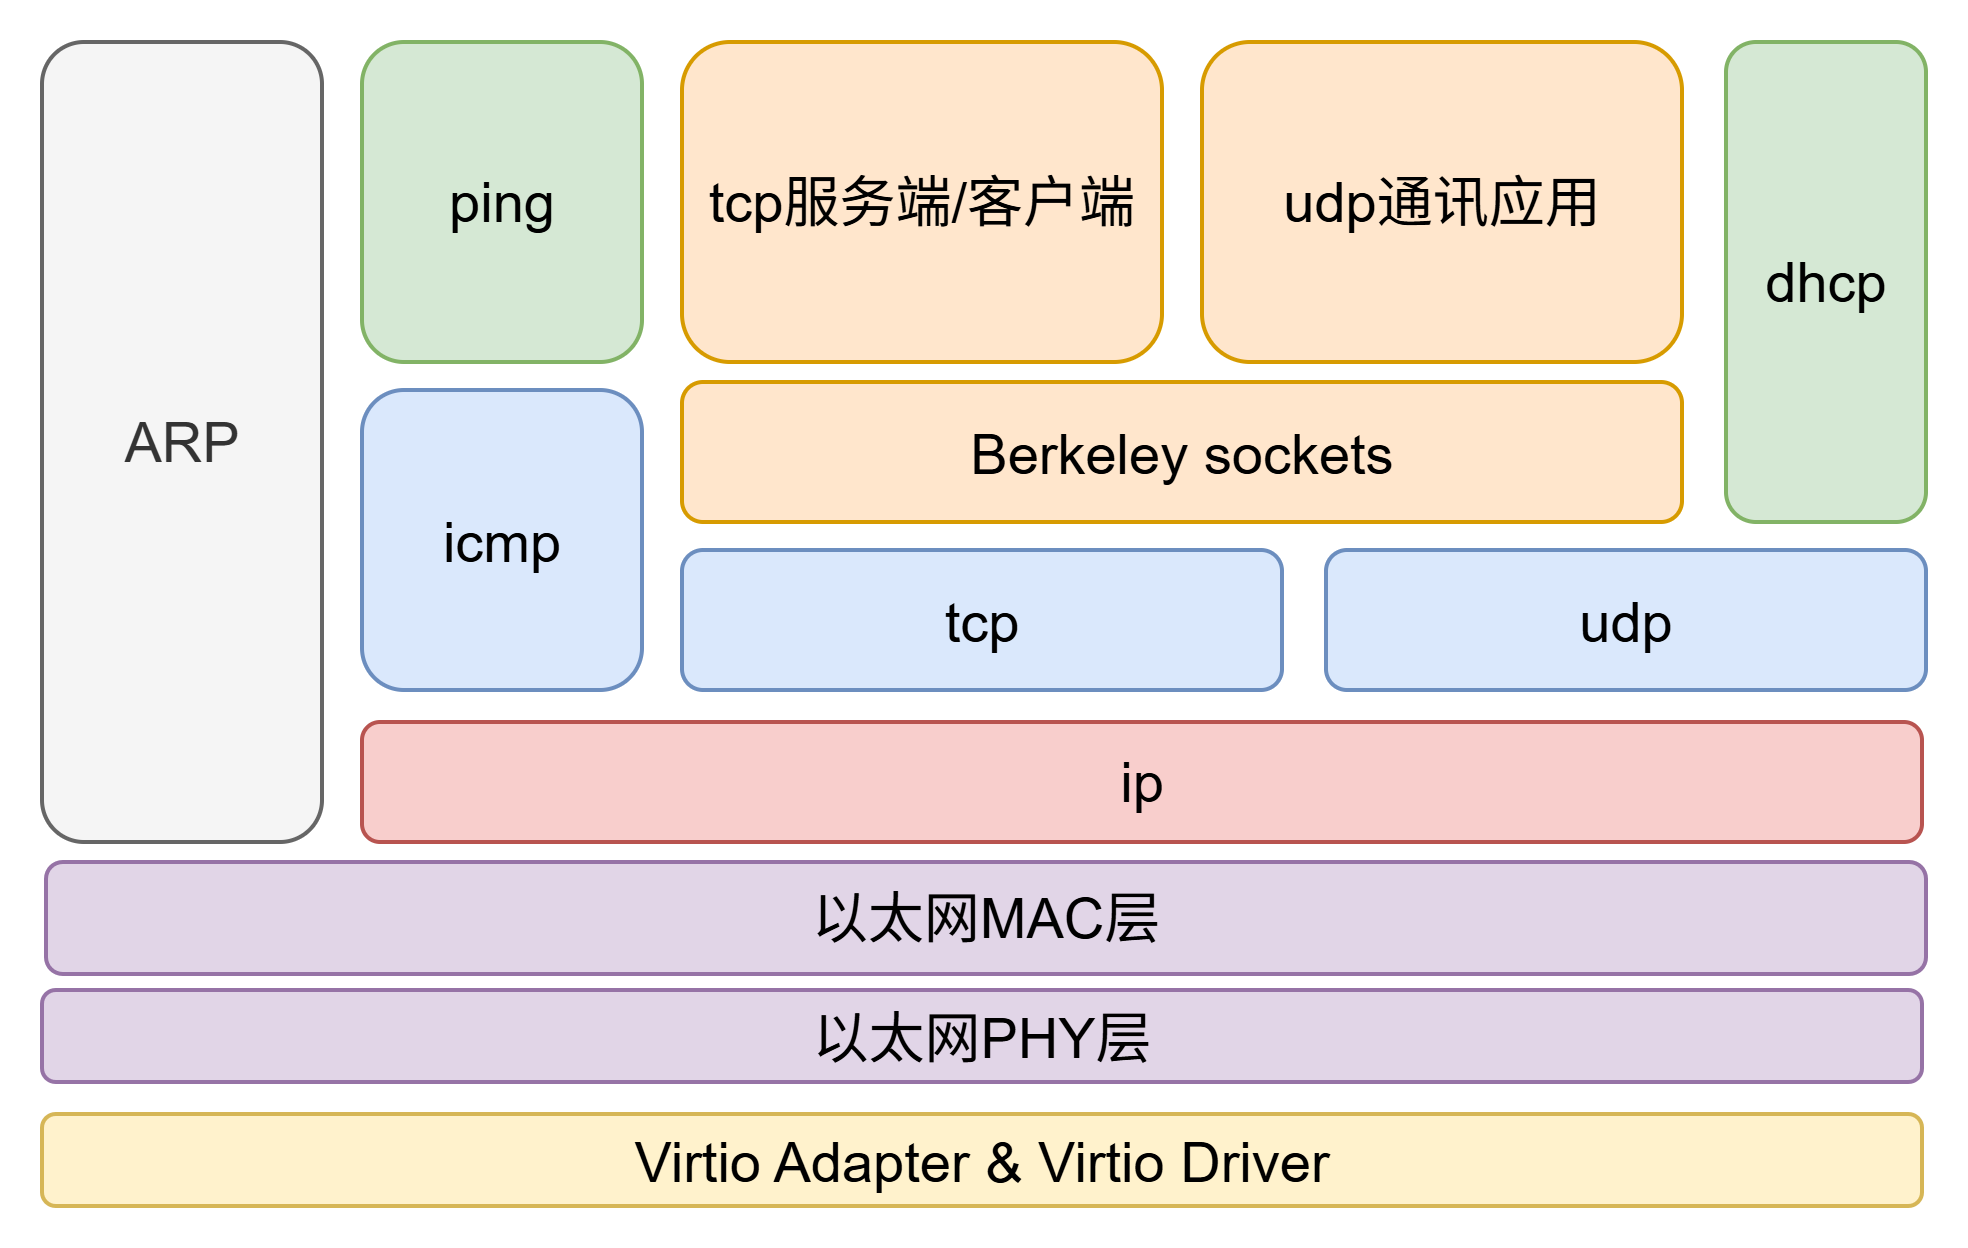 ARP
ping
tcp服务端/客户端
udp通讯应用
dhcp
icmp
Berkeley sockets
tcp
udp
ip
以太网MAC层
以太网PHY层
Virtio Adapter & Virtio Driver